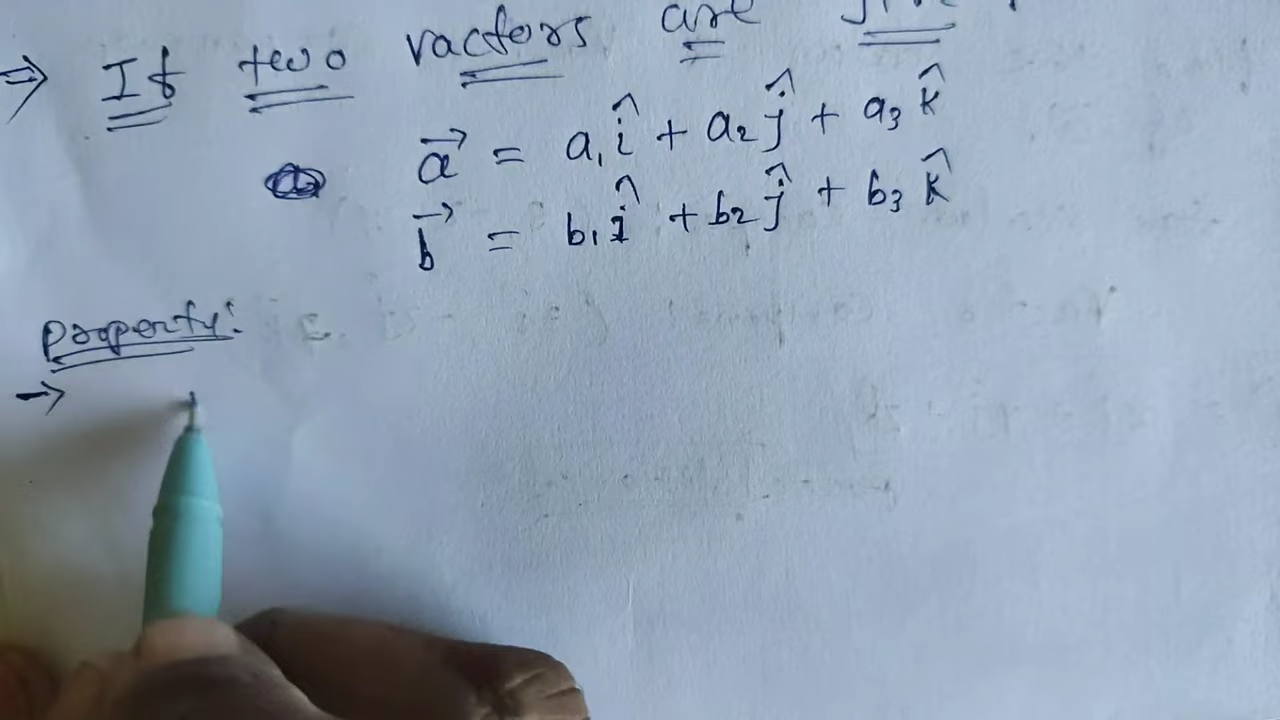 ⇒ If two vactors are
a⃗ = a₁î + a₂ĵ + a₃k̂
b⃗ = b₁î + b₂ĵ + b₃k̂
Property:
→